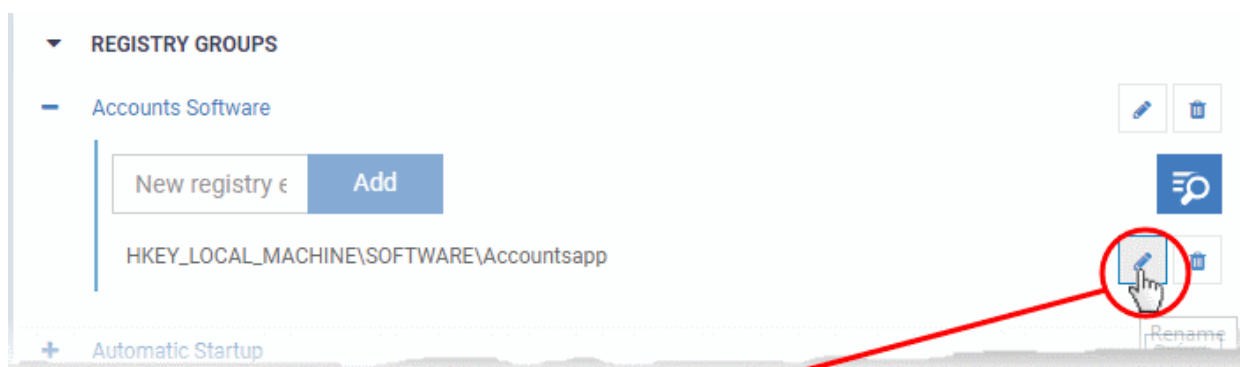 REGISTRY GROUPS
Accounts Software
New registry e Add
HKEY_LOCAL_MACHINE\SOFTWARE\Accountsapp
Rename
Automatic Startup